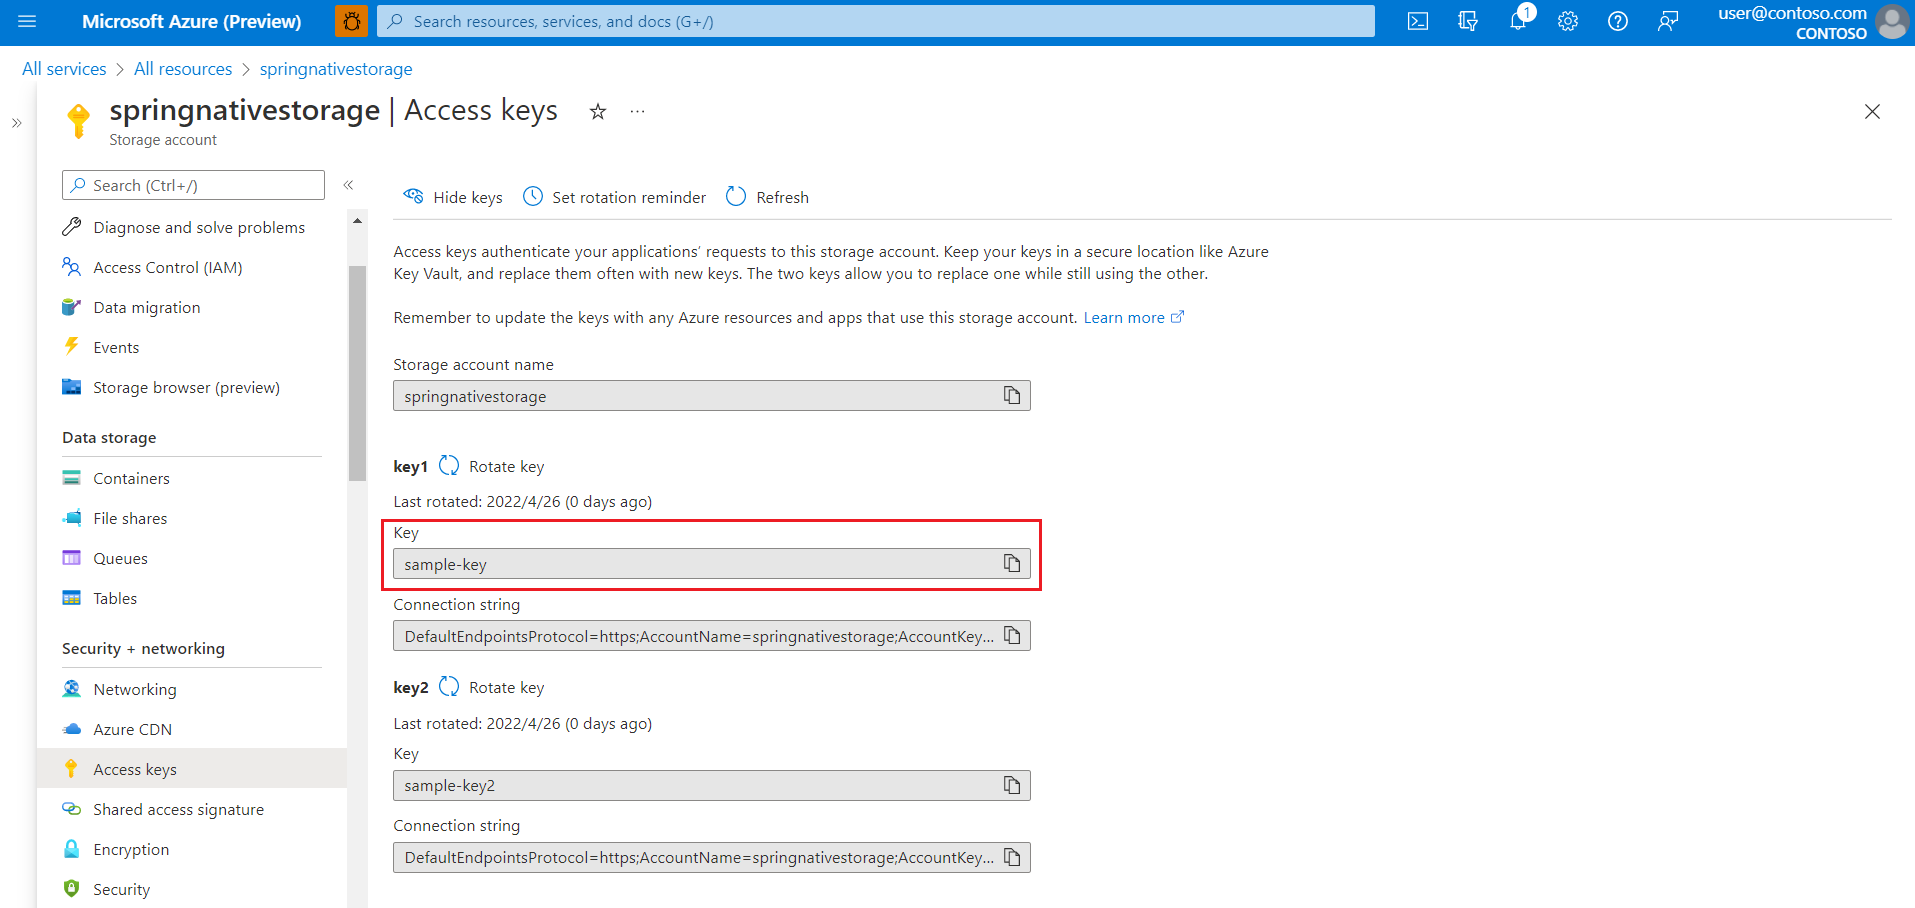 Microsoft Azure (Preview)
Search resources, services, and docs (G+/)
1
user@contoso.com
CONTOSO
All services > All resources > springnativestorage
springnativestorage | Access keys
Storage account
Search (Ctrl+/)
Diagnose and solve problems
Access Control (IAM)
Data migration
Events
Storage browser (preview)
Data storage
Containers
File shares
Queues
Tables
Security + networking
Networking
Azure CDN
Access keys
Shared access signature
Encryption
Security
Hide keys
Set rotation reminder
Refresh
Access keys authenticate your applications' requests to this storage account. Keep your keys in a secure location like Azure
Key Vault, and replace them often with new keys. The two keys allow you to replace one while still using the other.
Remember to update the keys with any Azure resources and apps that use this storage account. Learn more
Storage account name
springnativestorage
key1 Rotate key
Last rotated: 2022/4/26 (0 days ago)
Key
sample-key
Connection string
DefaultEndpointsProtocol=https;AccountName=springnativestorage;AccountKey...
key2 Rotate key
Last rotated: 2022/4/26 (0 days ago)
Key
sample-key2
Connection string
DefaultEndpointsProtocol=https;AccountName=springnativestorage;AccountKey...